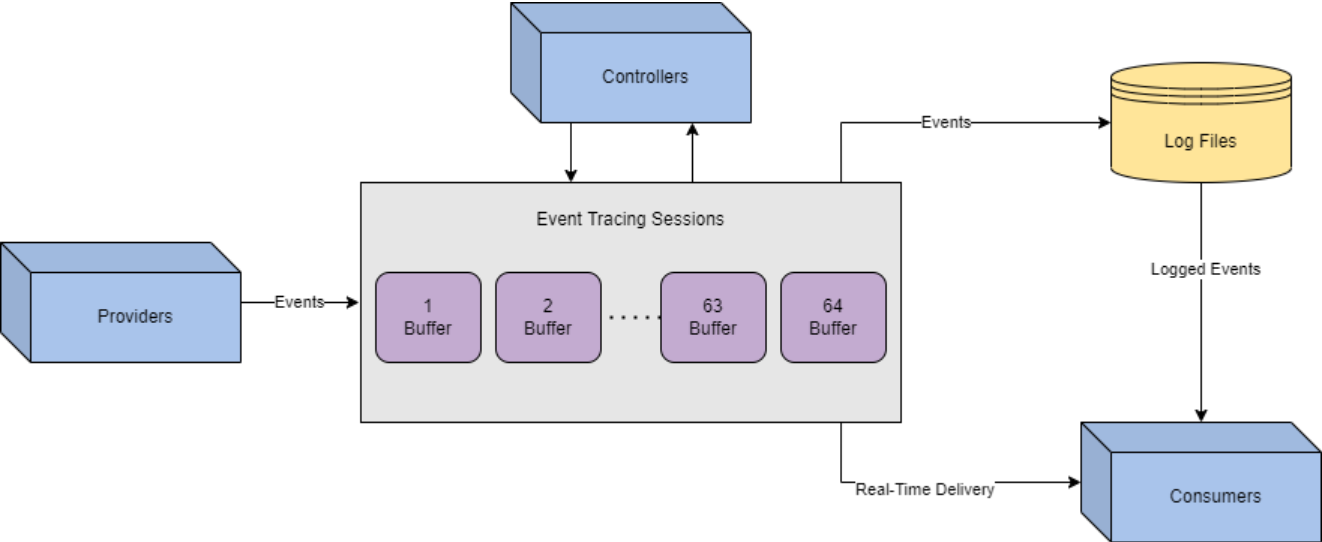 Controllers
Events
Log Files
Event Tracing Sessions
Providers
Events
1
Buffer
2
Buffer
.....
63
Buffer
64
Buffer
Logged Events
Real-Time Delivery
Consumers